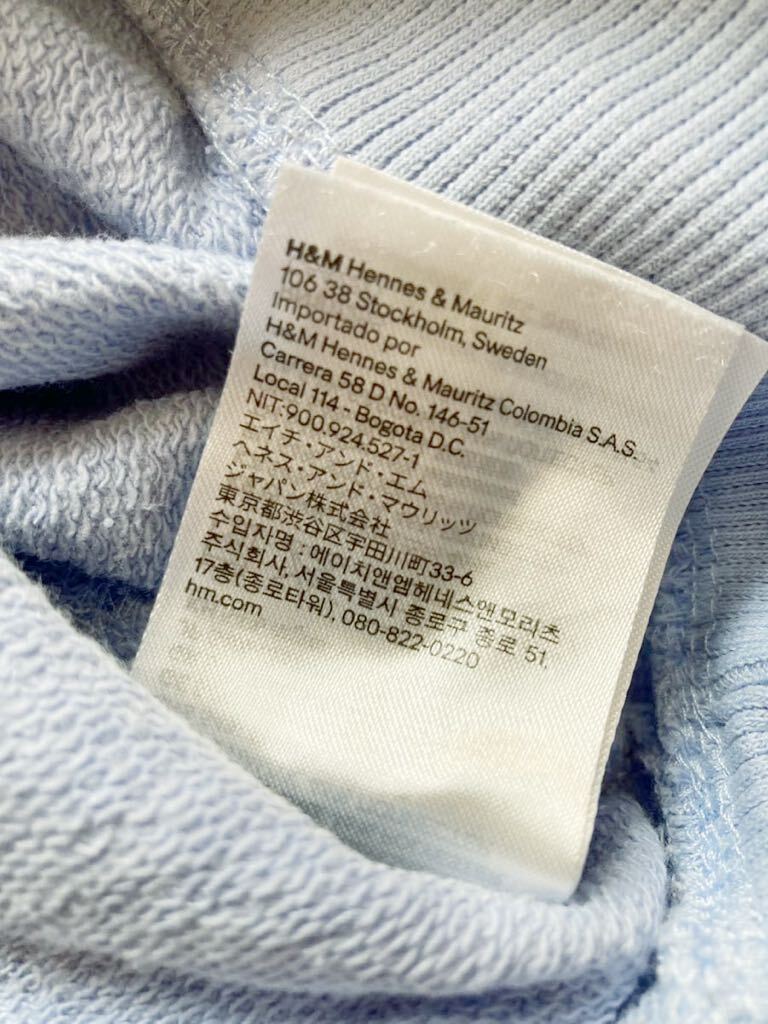 H&M Hennes & Mauritz
106 38 Stockholm, Sweden
Importado por
H&M Hennes & Mauritz Colombia S.A.S.
Carrera 58 D No. 146-51
Local 114 - Bogota D.C.
NIT:900.924.527-1
エイチ・アンド・エム
ヘネス・アンド・マウリッツ
ジャパン株式会社
東京都渋谷区宇田川町33-6
수입자명 : 에이치앤엠헤네스앤모리츠
주식회사, 서울특별시 종로구 종로 51,
17층(종로타워), 080-822-0220
hm.com